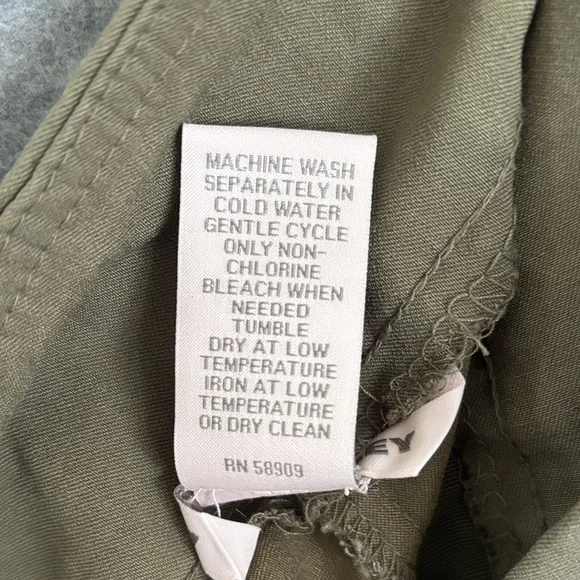 MACHINE WASH
SEPARATELY IN
COLD WATER
GENTLE CYCLE
ONLY NON-
CHLORINE
BLEACH WHEN
NEEDED
TUMBLE
DRY AT LOW
TEMPERATURE
IRON AT LOW
TEMPERATURE
OR DRY CLEAN
RN 58909